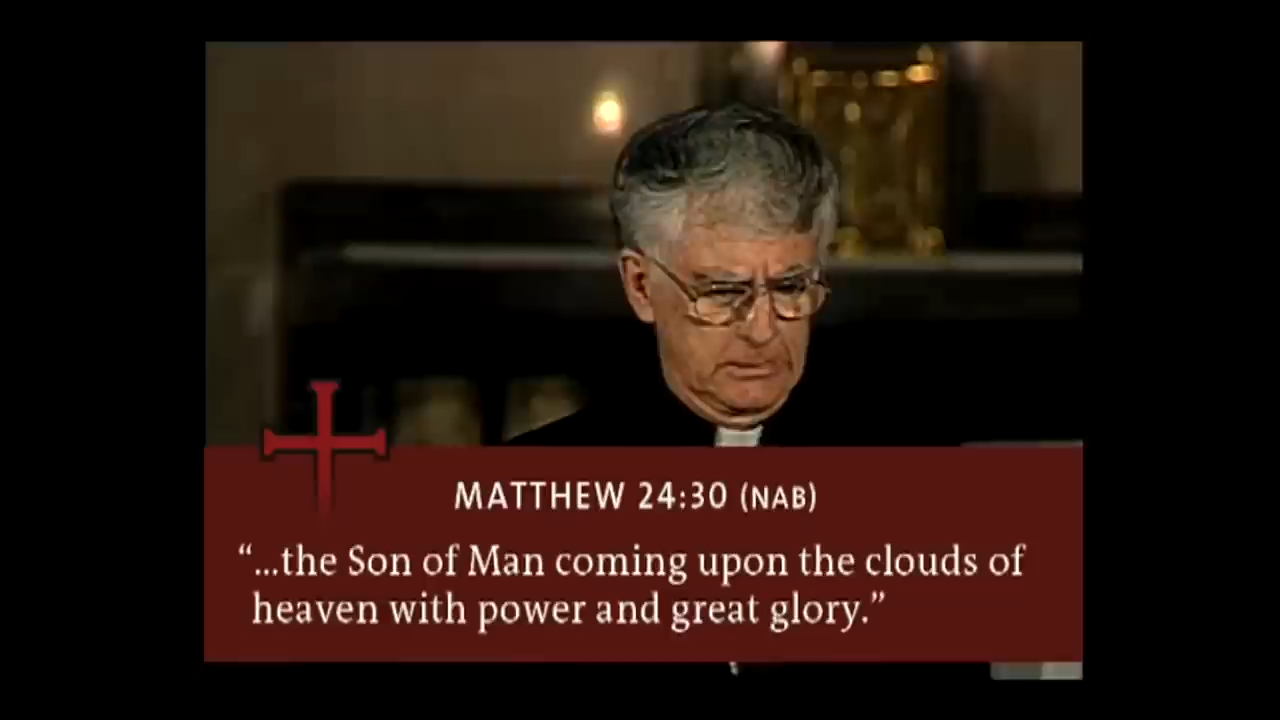 MATTHEW 24:30 (NAB)
“...the Son of Man coming upon the clouds of
heaven with power and great glory.”